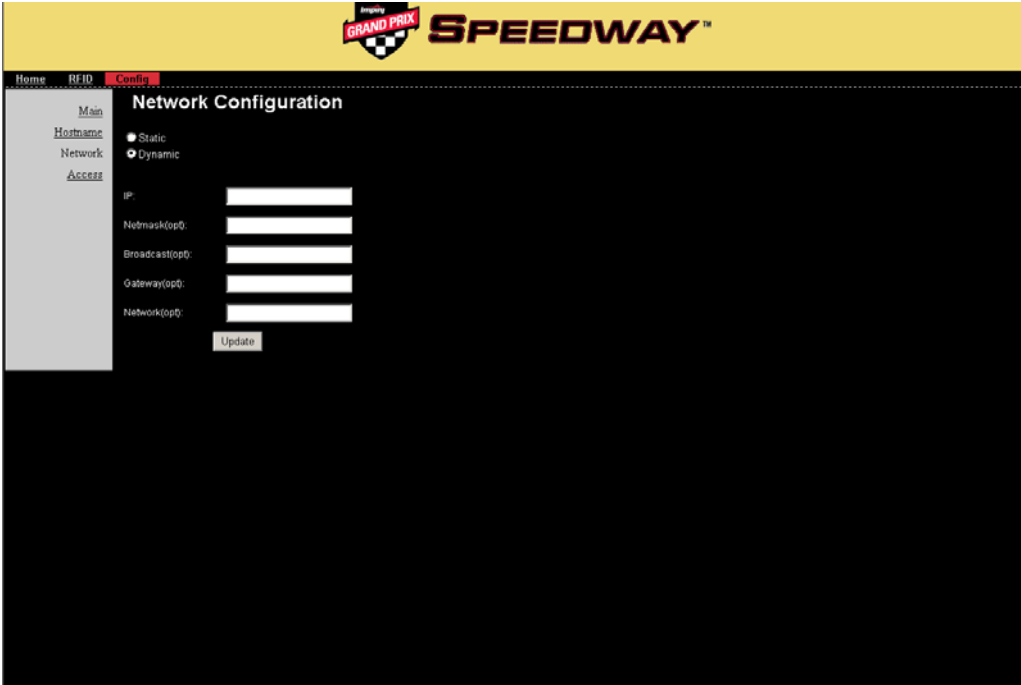 impinj
GRAND PRIX
SPEEDWAY™
Home RFID Config
Main
Hostname
Network
Access
Network Configuration
Static
Dynamic
IP:
Netmask(opt):
Broadcast(opt):
Gateway(opt):
Network(opt):
Update